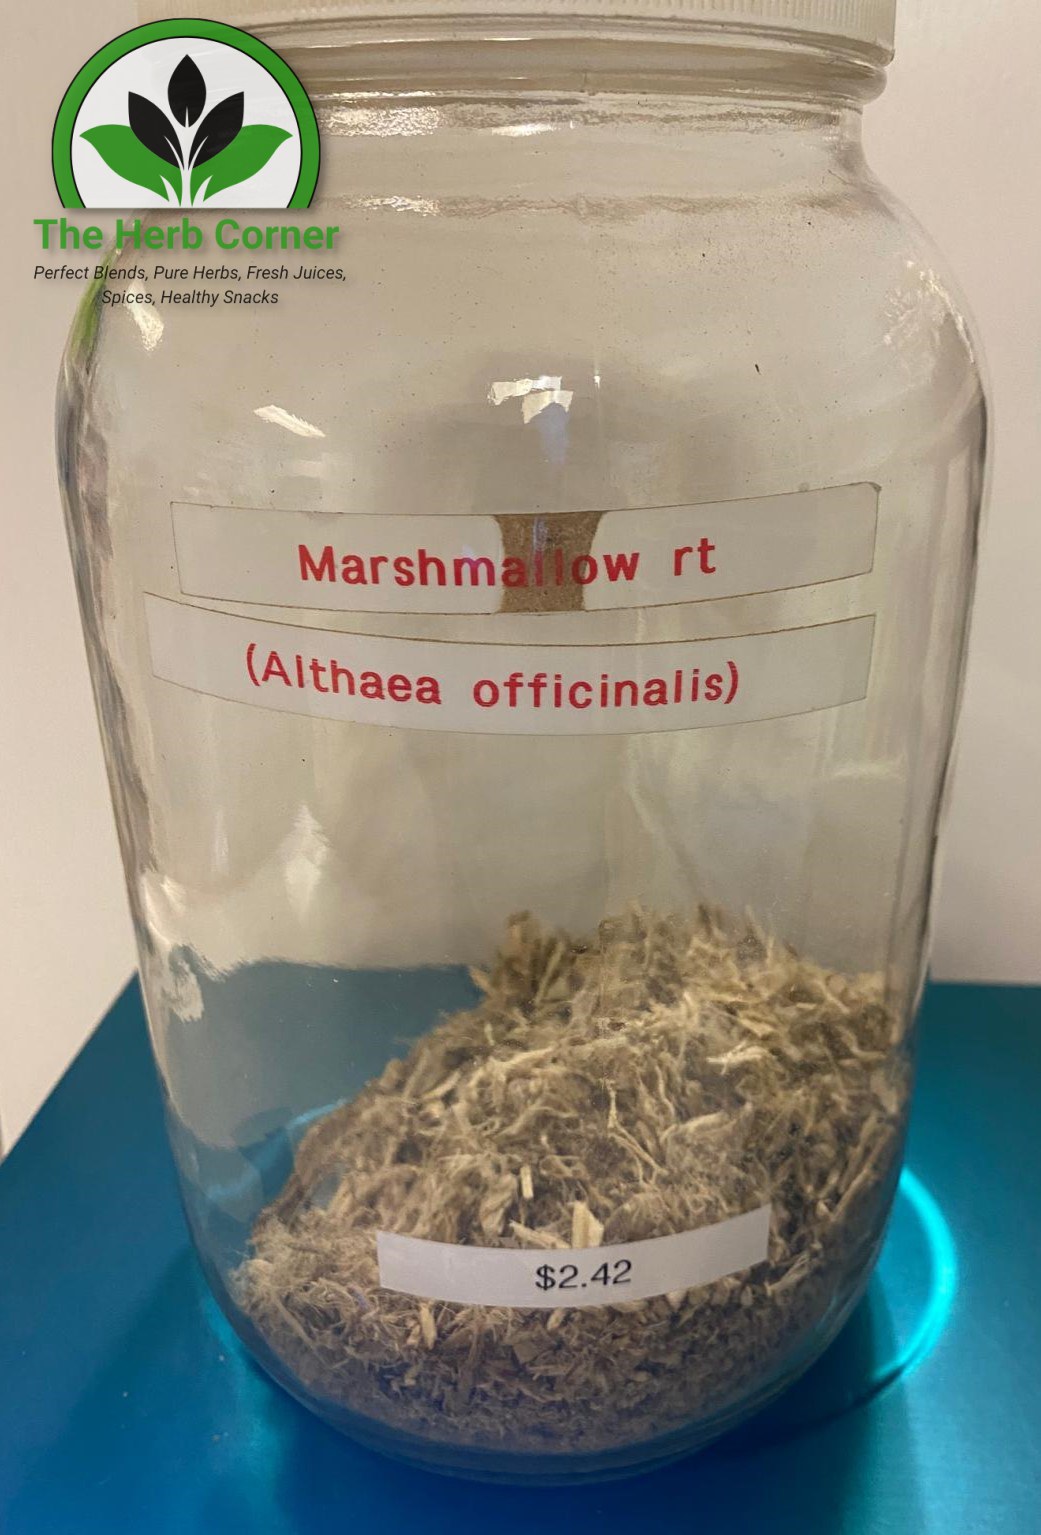 The Herb Corner
Perfect Blends, Pure Herbs, Fresh Juices,
Spices, Healthy Snacks
Marshmallow rt
(Althaea officinalis)
$2.42